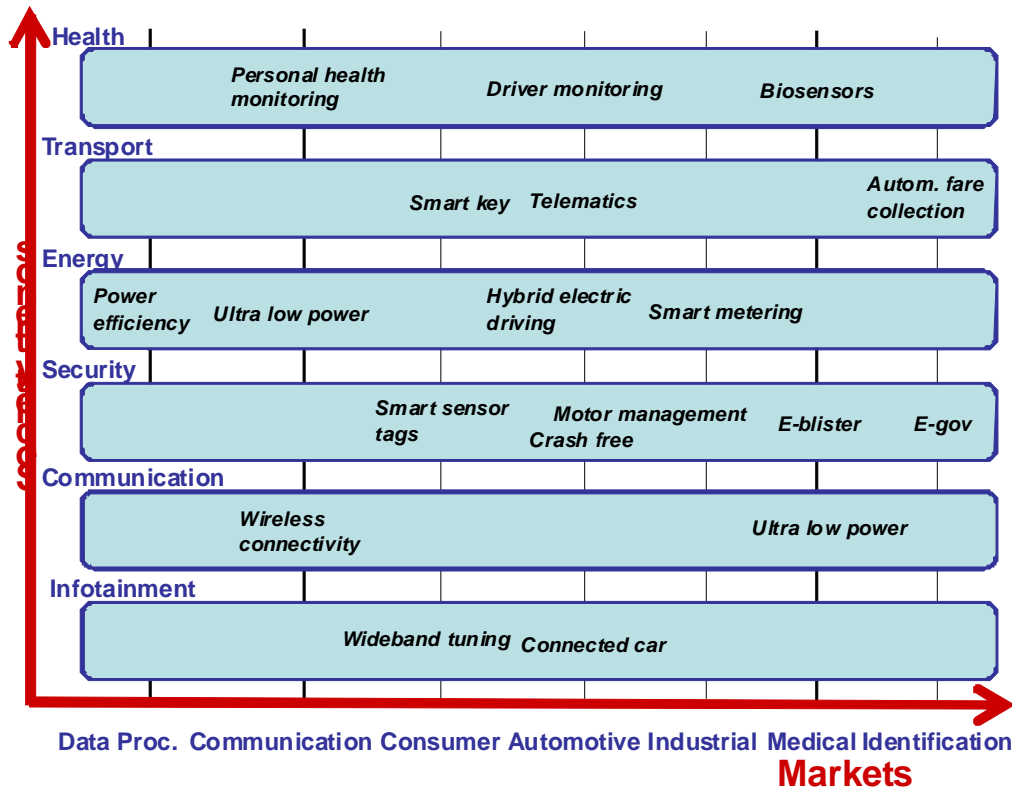 Health
Personal health
monitoring
Driver monitoring
Biosensors
Transport
Smart key
Telematics
Autom. fare
collection
Energy
Power
efficiency
Ultra low power
Hybrid electric
driving
Smart metering
Security
Smart sensor
tags
Motor management
Crash free
E-blister
E-gov
Communication
Wireless
connectivity
Ultra low power
Infotainment
Wideband tuning
Connected car
Data Proc. Communication Consumer Automotive Industrial Medical Identification
Markets